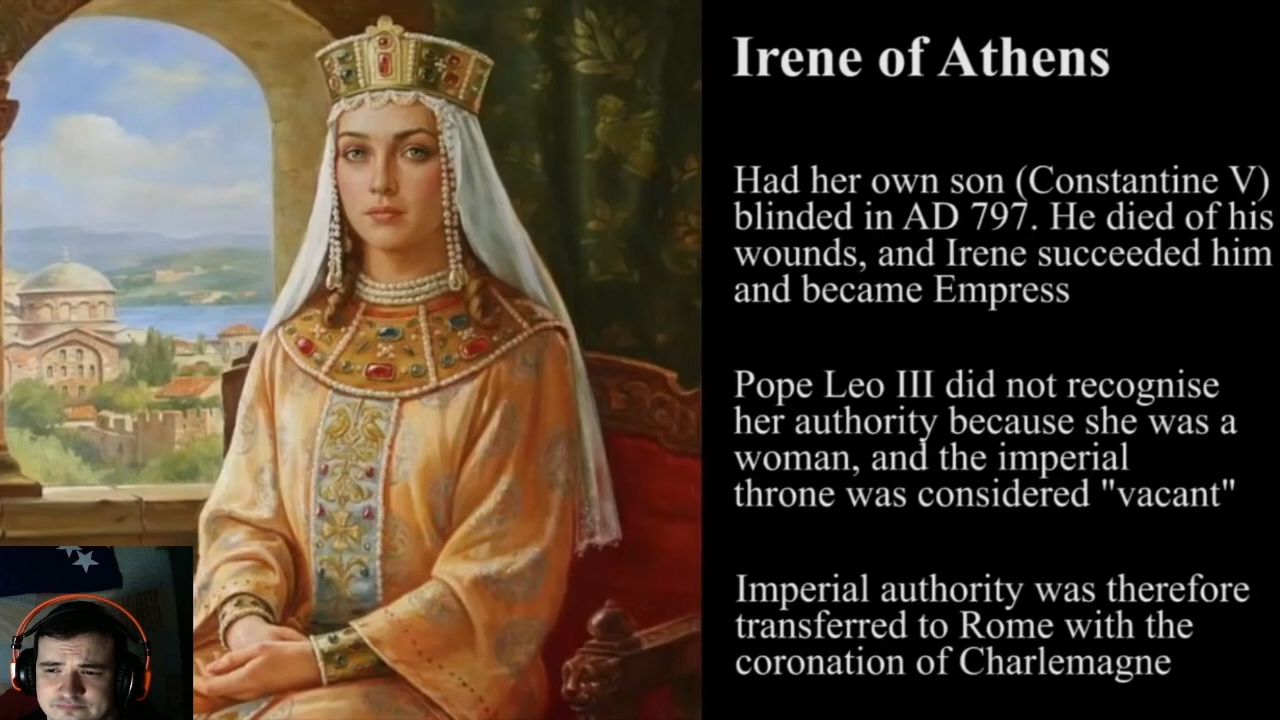 Irene of Athens
Had her own son (Constantine V)
blinded in AD 797. He died of his
wounds, and Irene succeeded him
and became Empress
Pope Leo III did not recognise
her authority because she was a
woman, and the imperial
throne was considered "vacant"
Imperial authority was therefore
transferred to Rome with the
coronation of Charlemagne